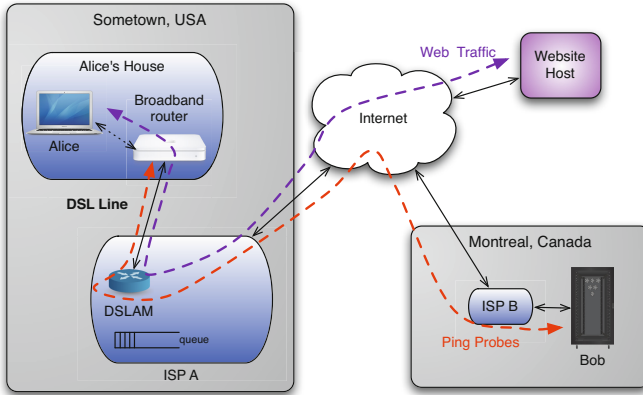 Sometown, USA
Alice's House
Broadband
router
Alice
DSL Line
DSLAM
queue
ISP A
Internet
Web Traffic
Website
Host
Montreal, Canada
ISP B
Ping Probes
Bob